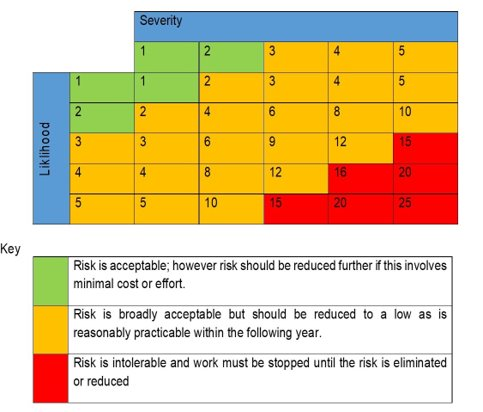 Severity
1 2 3 4 5
1 1 2 3 4 5
2 2 4 6 8 10
3 3 6 9 12 15
4 4 8 12 16 20
5 5 10 15 20 25
Liklihood
Key
Risk is acceptable; however risk should be reduced further if this involves
minimal cost or effort.
Risk is broadly acceptable but should be reduced to a low as is
reasonably practicable within the following year.
Risk is intolerable and work must be stopped until the risk is eliminated
or reduced